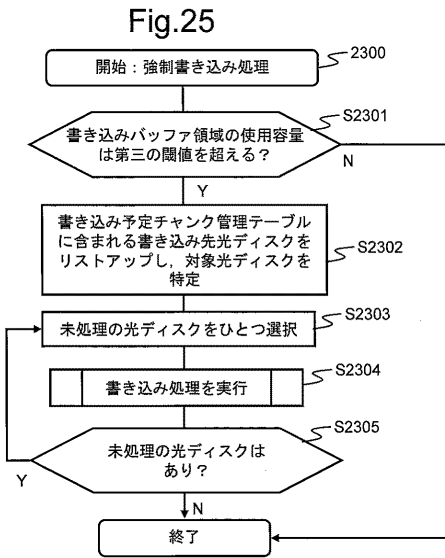 Fig.25
開始：強制書き込み処理
2300
書き込みバッファ領域の使用容量
は第三の閾値を超える？
S2301
N
Y
書き込み予定チャンク管理テーブル
に含まれる書き込み先光ディスクを
リストアップし，対象光ディスクを
特定
S2302
未処理の光ディスクをひとつ選択
S2303
書き込み処理を実行
S2304
未処理の光ディスクは
あり？
S2305
Y
N
終了